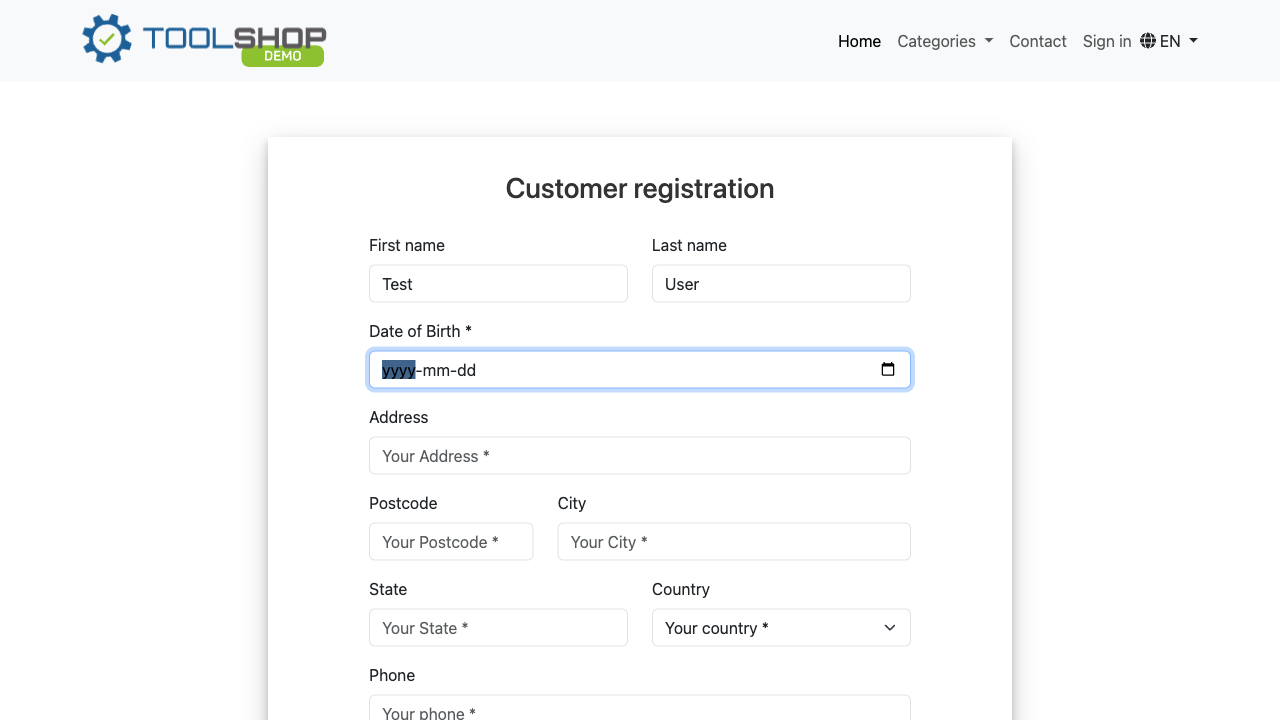 TOOLSHOP
DEMO
Home Categories Contact Sign in EN
Customer registration
First name Last name
Test User
Date of Birth *
yyyy-mm-dd
Address
Your Address *
Postcode City
Your Postcode * Your City *
State Country
Your State * Your country *
Phone
Your phone *